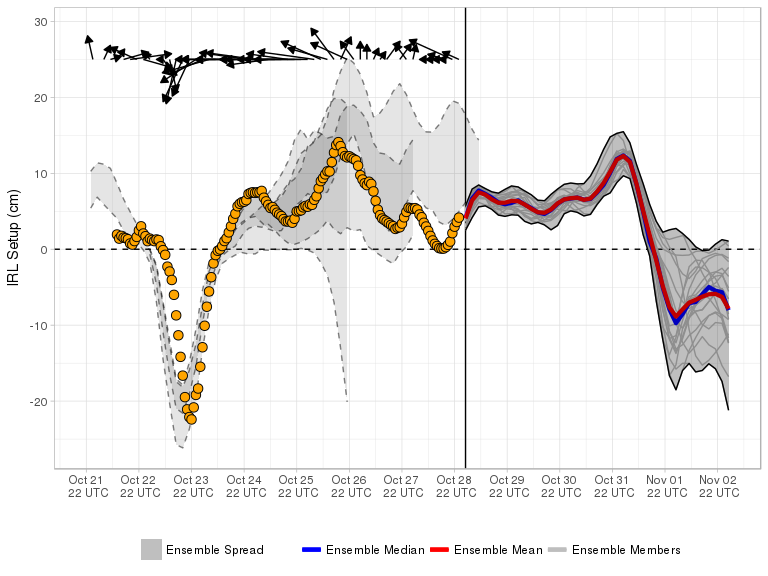 30
20
10
0
-10
-20
IRL Setup (cm)
Oct 21 Oct 22 Oct 23 Oct 24 Oct 25 Oct 26 Oct 27 Oct 28 Oct 29 Oct 30 Oct 31 Nov 01 Nov 02
22 UTC 22 UTC 22 UTC 22 UTC 22 UTC 22 UTC 22 UTC 22 UTC 22 UTC 22 UTC 22 UTC 22 UTC 22 UTC
Ensemble Spread Ensemble Median Ensemble Mean Ensemble Members